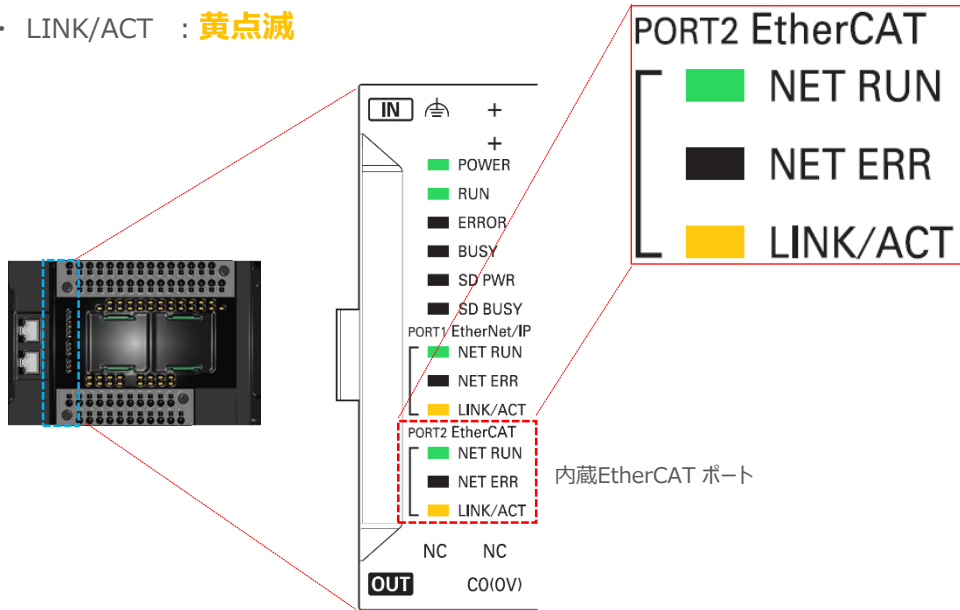 ・ LINK/ACT : 黄点滅
PORT2 EtherCAT
NET RUN
NET ERR
LINK/ACT
IN + 
+
POWER
RUN
ERROR
BUSY
SD PWR
SD BUSY
PORT1 EtherNet/IP
NET RUN
NET ERR
LINK/ACT
PORT2 EtherCAT
NET RUN
NET ERR
LINK/ACT
内蔵EtherCAT ポート
NC NC
OUT C0(0V)